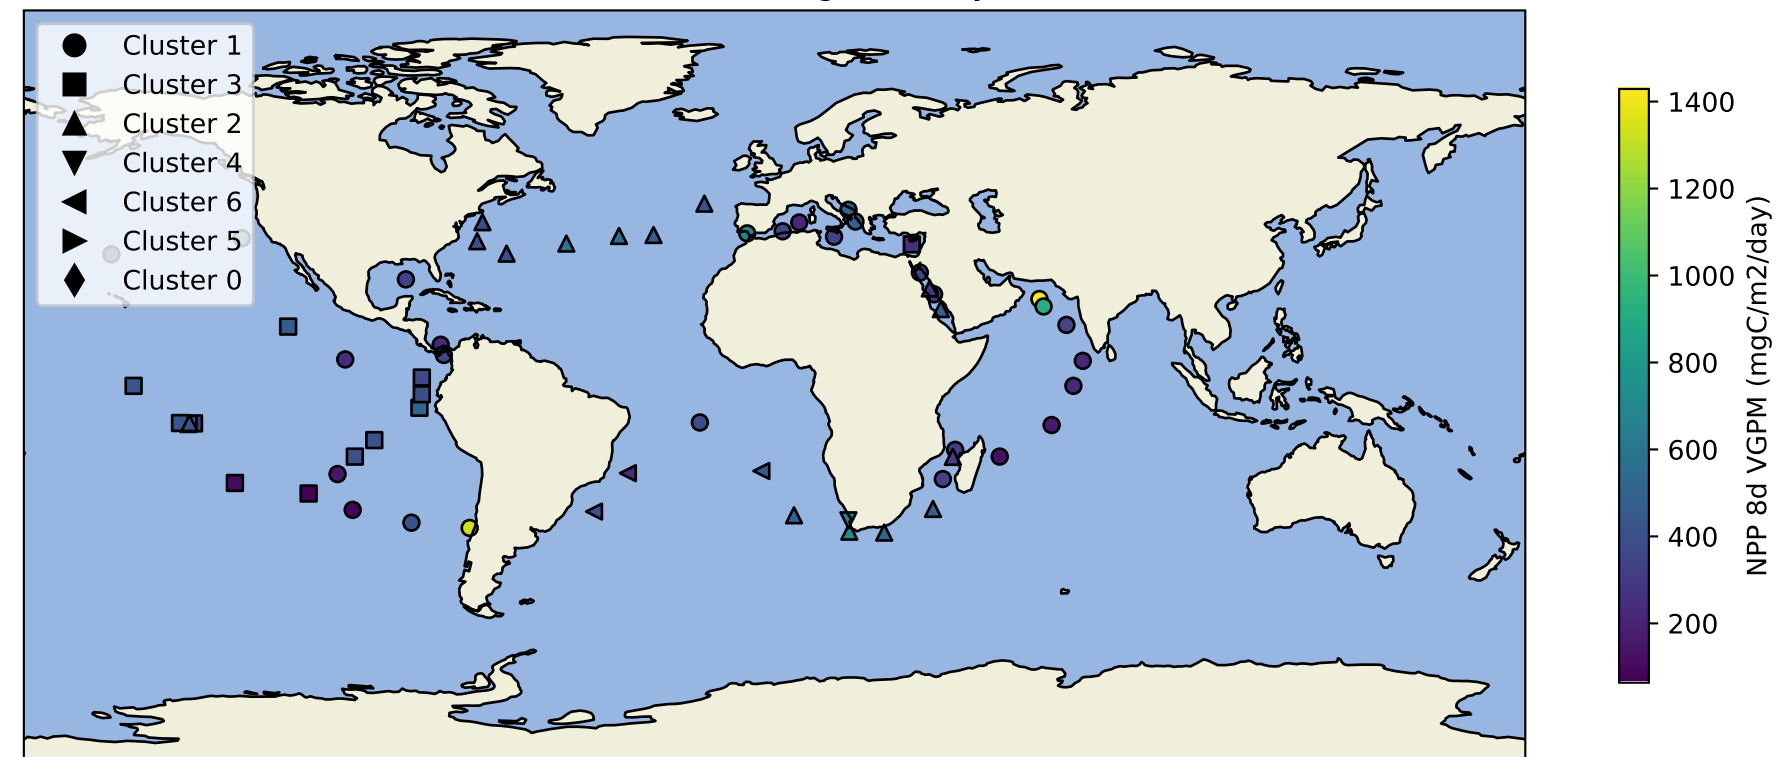 Cluster 1
Cluster 3
Cluster 2
Cluster 4
Cluster 6
Cluster 5
Cluster 0
1400
1200
1000
800
600
400
200
NPP 8d VGPM (mgC/m2/day)